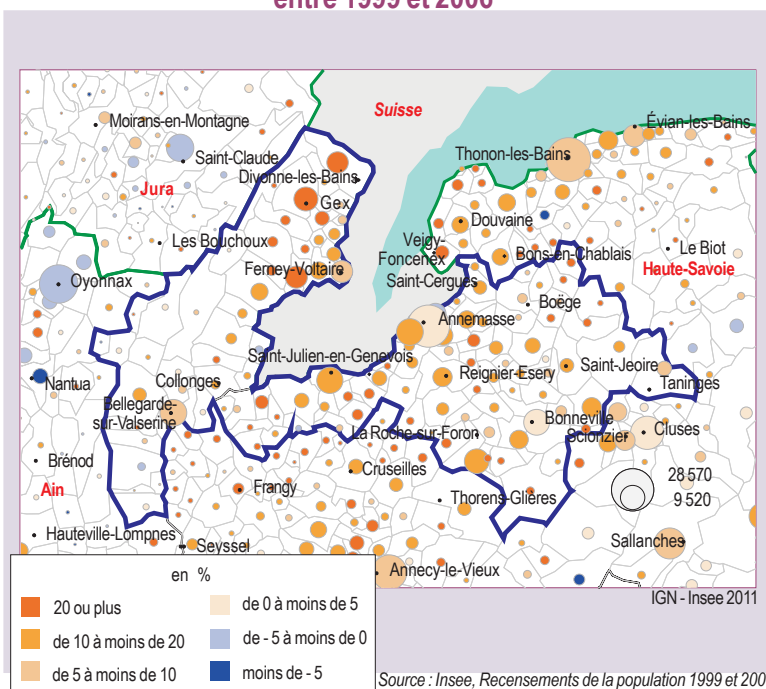 entre 1999 et 2006
Suisse
Moirans-en-Montagne
Évian-les-Bains
Thonon-les-Bains
Saint-Claude
Divonne-les-Bains
Jura
Gex
Douvaine
Les Bouchoux
Veigy-
Foncenex
Bons-en-Chablais
Le Biot
Ferney-Voltaire
Haute-Savoie
Saint-Cergues
Oyonnax
Boëge
Annemasse
Saint-Julien-en-Genevois
Saint-Jeoire
Reignier-Esery
Nantua
Collonges
Taninges
Bellegarde-
sur-Valserine
Bonneville
La Roche-sur-Foron
Scionzier
Cluses
Brénod
Cruseilles
28 570
Ain
Frangy
Thorens-Glières
9 520
Hauteville-Lompnes
Seyssel
Sallanches
Annecy-le-Vieux
IGN - Insee 2011
en %
20 ou plus
de 0 à moins de 5
de 10 à moins de 20
de - 5 à moins de 0
de 5 à moins de 10
moins de - 5
Source : Insee, Recensements de la population 1999 et 200